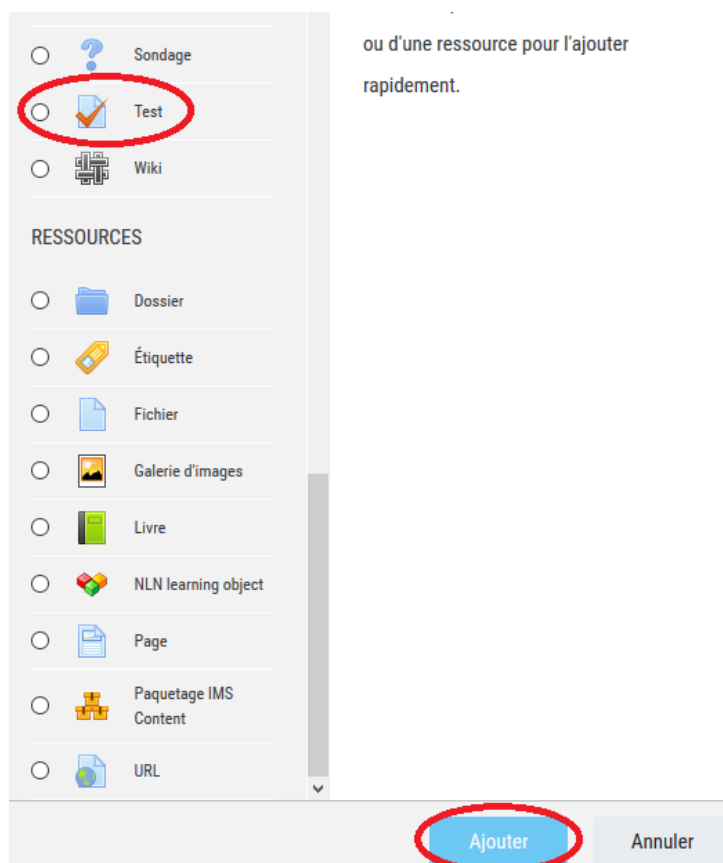 Sondage
ou d'une ressource pour l'ajouter
rapidement.
Test
Wiki
RESSOURCES
Dossier
Étiquette
Fichier
Galerie d'images
Livre
NLN learning object
Page
Paquetage IMS
Content
URL
Ajouter
Annuler